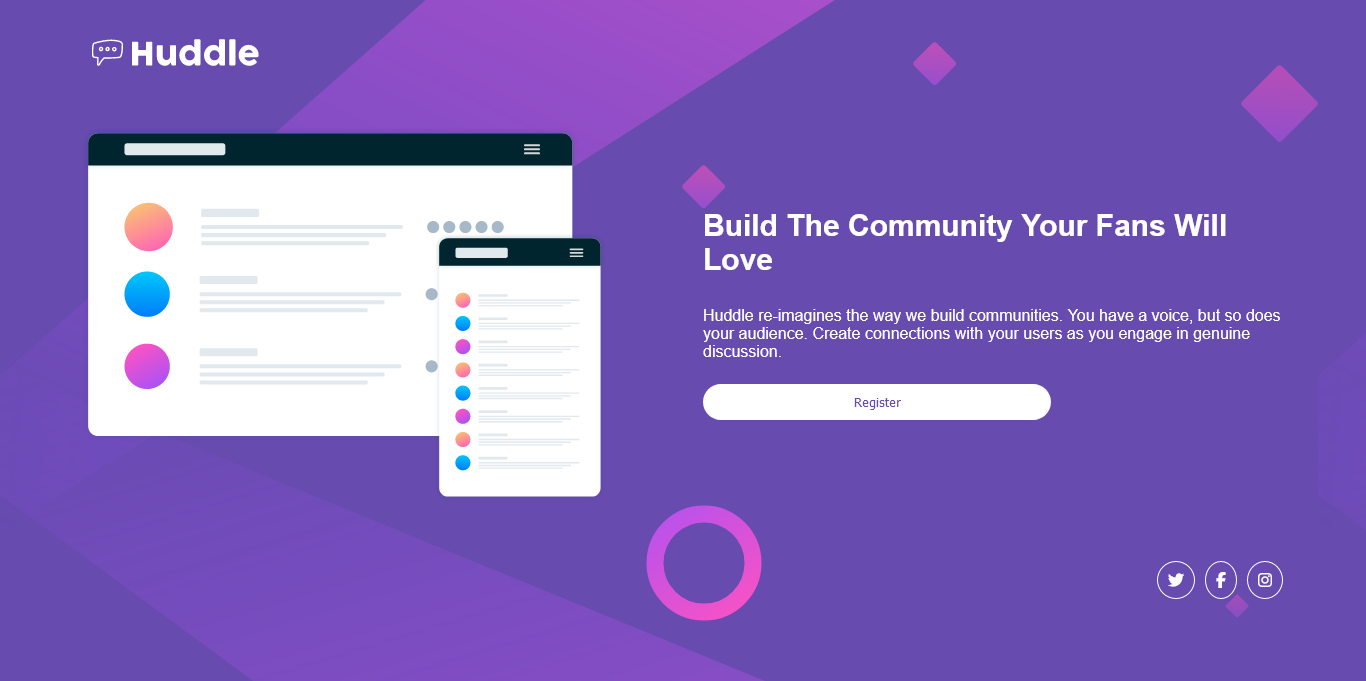 Huddle
Build The Community Your Fans Will
Love
Huddle re-imagines the way we build communities. You have a voice, but so does
your audience. Create connections with your users as you engage in genuine
discussion.
Register